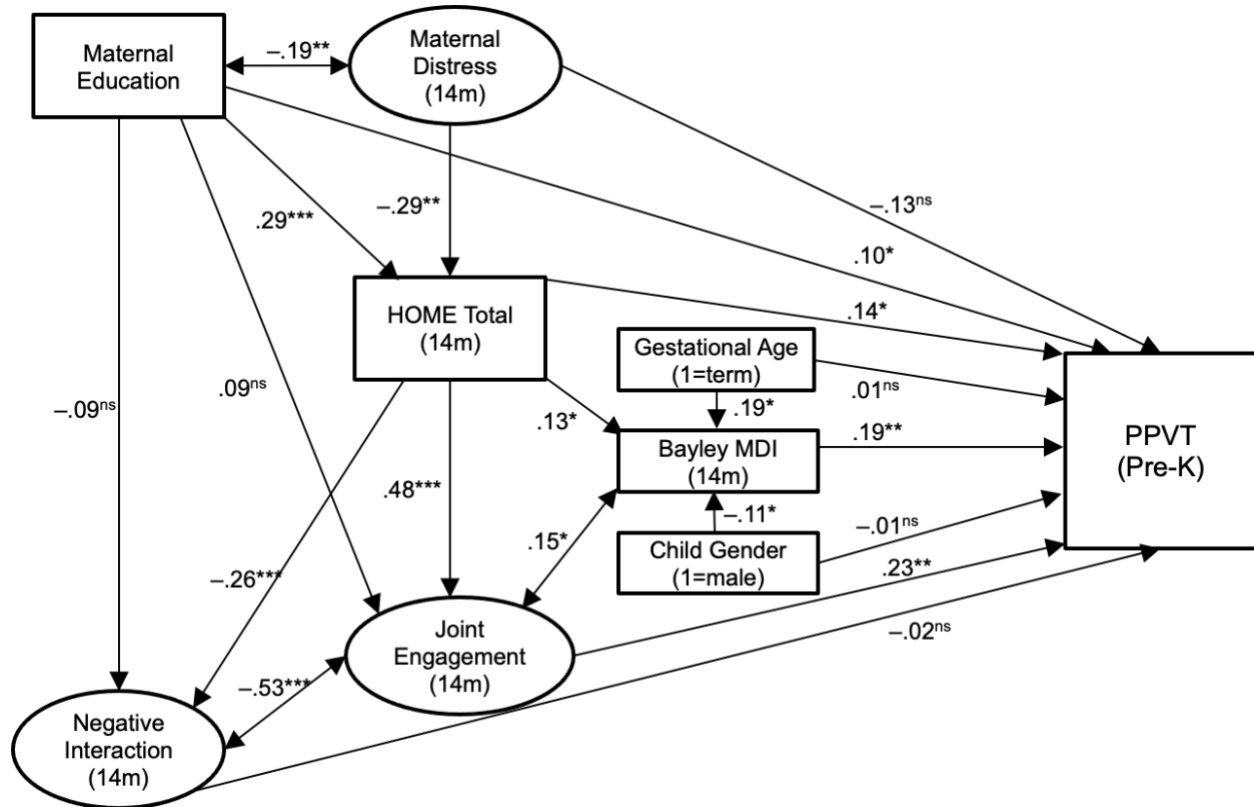 Maternal
Education
–.19**
Maternal
Distress
(14m)
.29***
–.29**
–.13ns
.10*
HOME Total
(14m)
.14*
Gestational Age
(1=term)
.01ns
–.09ns
.09ns
.13*
.19*
Bayley MDI
(14m)
.19**
PPVT
(Pre-K)
.48***
.15*
–.11*
–.01ns
Child Gender
(1=male)
.23**
–.26***
Joint
Engagement
(14m)
–.02ns
–.53***
Negative
Interaction
(14m)